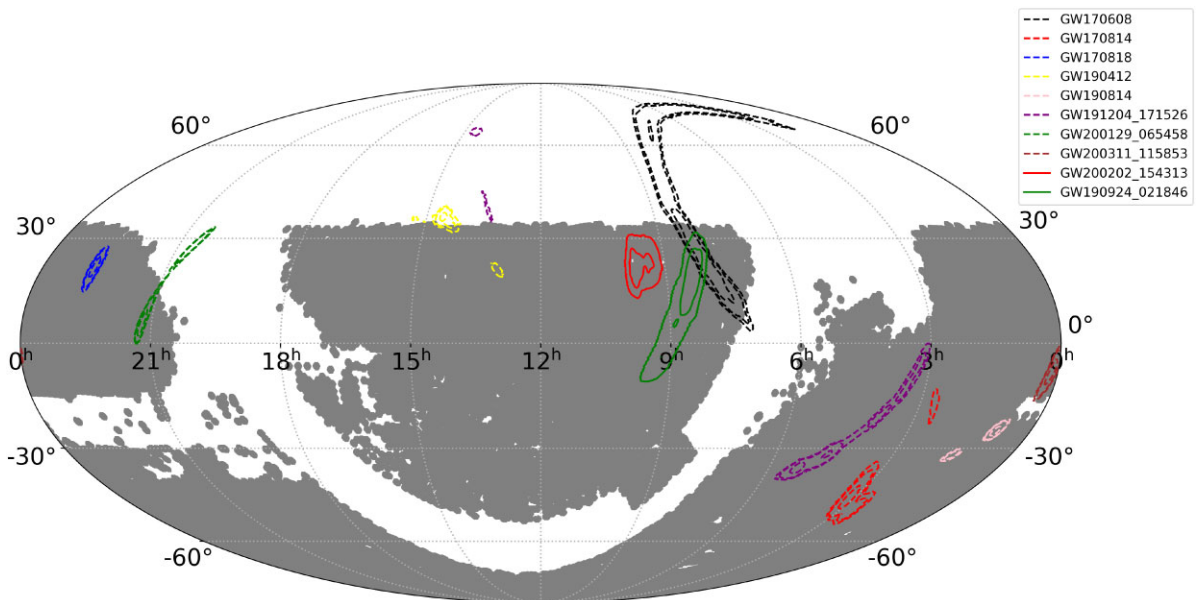 GW170608
GW170814
GW170818
GW190412
GW190814
GW191204_171526
GW200129_065458
GW200311_115853
GW200202_154313
GW190924_021846
60° 60°
30° 30°
0°
0h 21h 18h 15h 12h 9h 6h 3h 0h
-30° -30°
-60° -60°